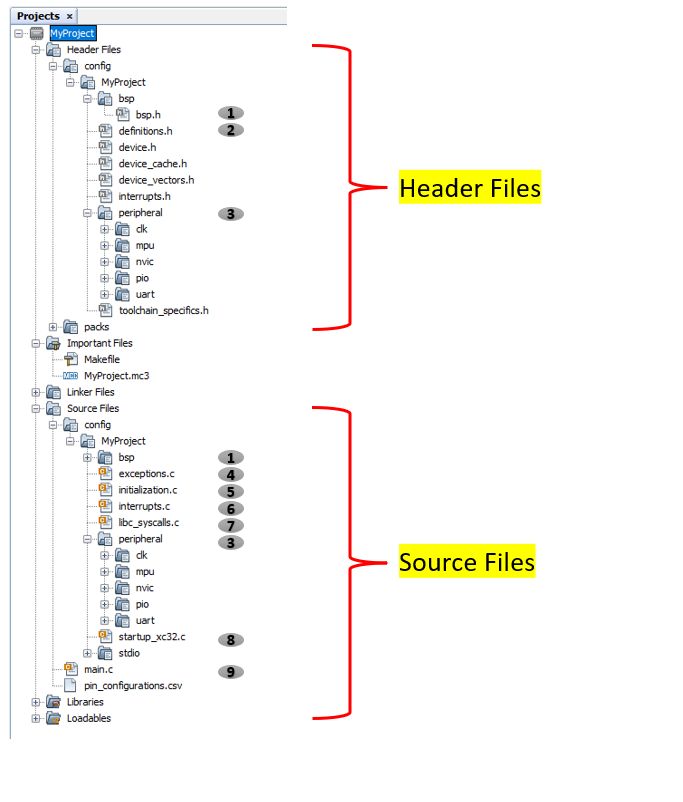 Projects ×
MyProject
Header Files
config
MyProject
bsp
bsp.h 1
definitions.h 2
device.h
device_cache.h
device_vectors.h
Header Files
interrupts.h
peripheral 3
clk
mpu
nvic
pio
uart
toolchain_specifics.h
packs
Important Files
Makefile
MyProject.mc3
Linker Files
Source Files
config
MyProject
bsp 1
exceptions.c 4
initialization.c 5
interrupts.c 6
libc_syscalls.c 7
peripheral 3
clk
Source Files
mpu
nvic
pio
uart
startup_xc32.c 8
stdio
main.c 9
pin_configurations.csv
Libraries
Loadables